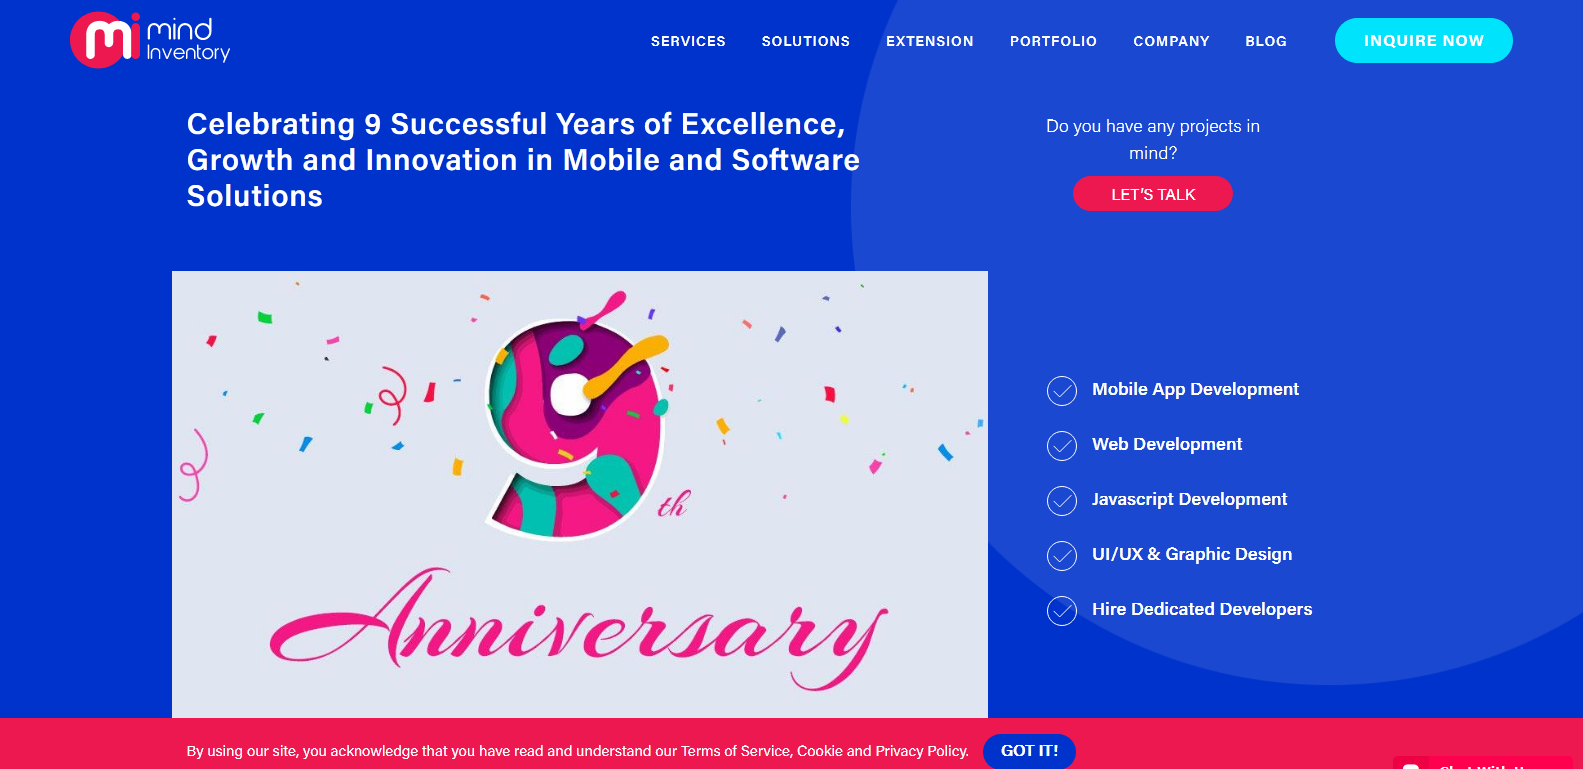 mi mind
Inventory
SERVICES SOLUTIONS EXTENSION PORTFOLIO COMPANY BLOG INQUIRE NOW
Celebrating 9 Successful Years of Excellence,
Growth and Innovation in Mobile and Software
Solutions
Do you have any projects in
mind?
LET'S TALK
9th
Anniversary
Mobile App Development
Web Development
Javascript Development
UI/UX & Graphic Design
Hire Dedicated Developers
By using our site, you acknowledge that you have read and understand our Terms of Service, Cookie and Privacy Policy. GOT IT!
Chat With